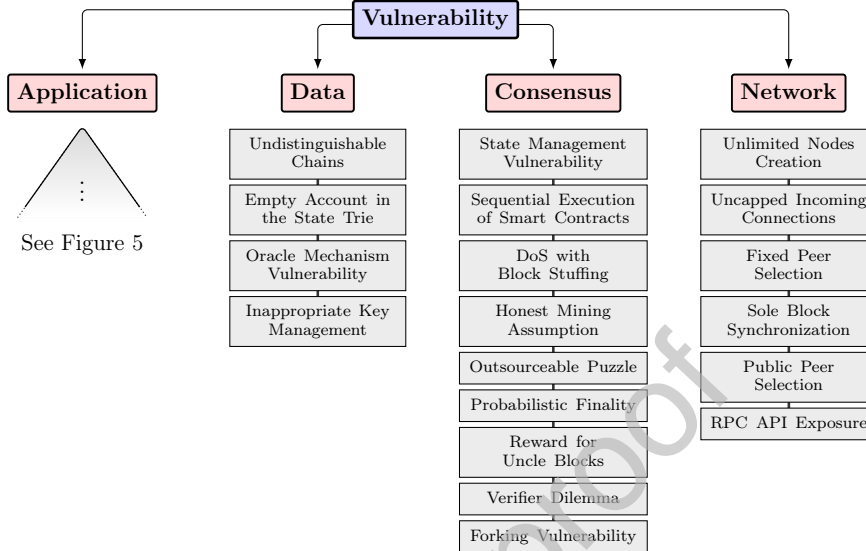 Vulnerability
Application
Data
Consensus
Network
⋮
See Figure 5
Undistinguishable
Chains
Empty Account in
the State Trie
Oracle Mechanism
Vulnerability
Inappropriate Key
Management
State Management
Vulnerability
Sequential Execution
of Smart Contracts
DoS with
Block Stuffing
Honest Mining
Assumption
Outsourceable Puzzle
Probabilistic Finality
Reward for
Uncle Blocks
Verifier Dilemma
Forking Vulnerability
Unlimited Nodes
Creation
Uncapped Incoming
Connections
Fixed Peer
Selection
Sole Block
Synchronization
Public Peer
Selection
RPC API Exposure
proof